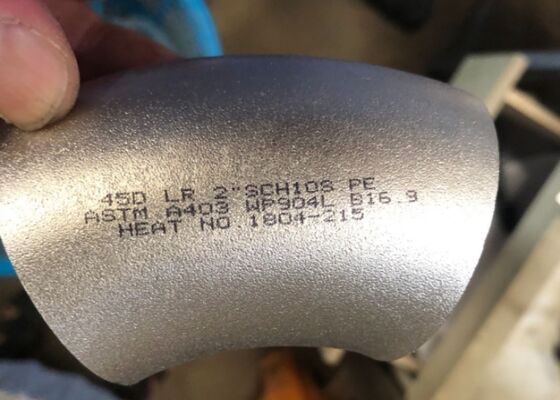 45D LR 2"SCH10S PE
ASTM A403 WP904L B16.9
HEAT NO.1804-215